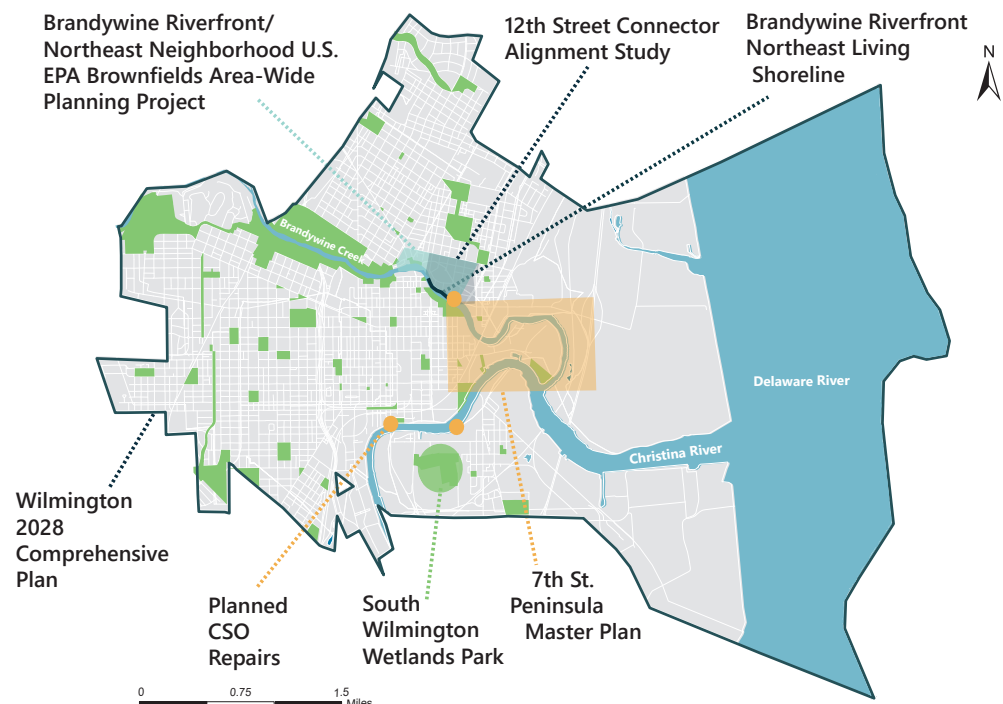 Brandywine Riverfront/
Northeast Neighborhood U.S.
EPA Brownfields Area-Wide
Planning Project
12th Street Connector
Alignment Study
Brandywine Riverfront
Northeast Living
Shoreline
N
Brandywine Creek
Delaware River
Christina River
Wilmington
2028
Comprehensive
Plan
Planned
CSO
Repairs
South
Wilmington
Wetlands Park
7th St.
Peninsula
Master Plan
0 0.75 1.5
Miles